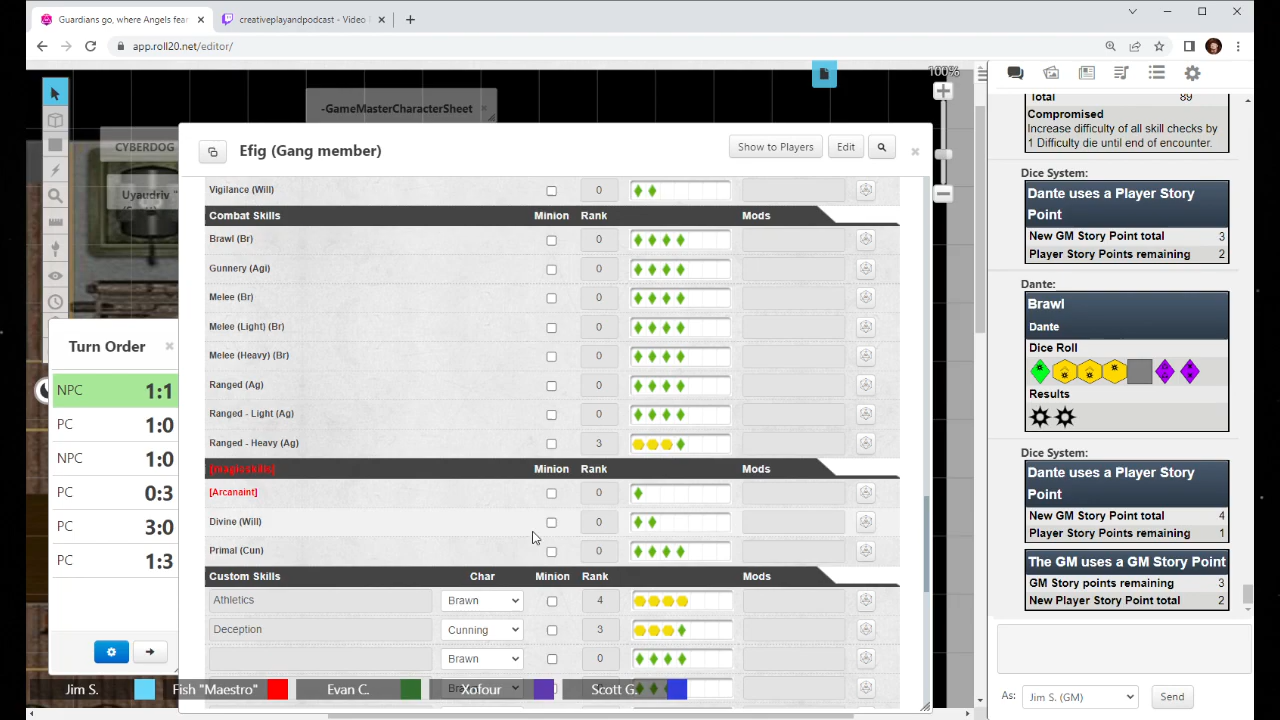 Guardians go, where Angels fear
creativeplayandpodcast - Video
app.roll20.net/editor/
100%
-GameMasterCharacterSheet
CYBERDOG
Uyaudriv "
Efig (Gang member)
Show to Players
Edit
Vigilance (Will) 0
Combat Skills Minion Rank Mods
Brawl (Br) 0
Gunnery (Agi) 0
Melee (Br) 0
Melee (Light) (Br) 0
Melee (Heavy) (Br) 0
Ranged (Ag) 0
Ranged - Light (Ag) 0
Ranged - Heavy (Ag) 3
[magicskills] Minion Rank Mods
[Arcanaint] 0
Divine (Will) 0
Primal (Cun) 0
Custom Skills Char Minion Rank Mods
Athletics Brawn 4
Deception Cunning 3
Brawn 0
Turn Order
NPC 1:1
PC 1:0
NPC 1:0
PC 0:3
PC 3:0
PC 1:3
Jim S.
Fish "Maestro"
Evan C.
Xofour
Scott G.
Total 89
Compromised
Increase difficulty of all skill checks by
1 Difficulty die until end of encounter.
Dice System:
Dante uses a Player Story
Point
New GM Story Point total 3
Player Story Points remaining 2
Dante:
Brawl
Dante
Dice Roll
Results
Dice System:
Dante uses a Player Story
Point
New GM Story Point total 4
Player Story Points remaining 1
The GM uses a GM Story Point
GM Story points remaining 3
New Player Story Point total 2
As: Jim S. (GM)
Send